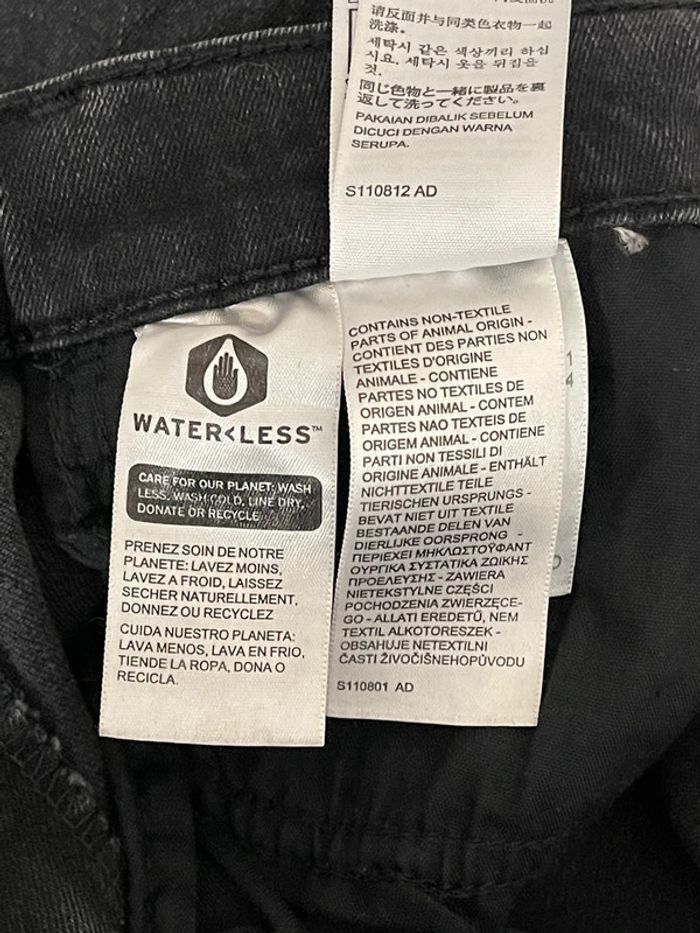 请反面并与同类色衣物一起
洗涤。
세탁시 같은 색상끼리 하십
시요. 세탁시 옷을 뒤집을
것.
同じ色物と一緒に製品を裏
返して洗ってください。
PAKAIAN DIBALIK SEBELUM
DICUCI DENGAN WARNA
SERUPA.
S110812 AD
WATER<LESS™
CARE FOR OUR PLANET: WASH
LESS, WASH COLD, LINE DRY,
DONATE OR RECYCLE
PRENEZ SOIN DE NOTRE
PLANETE: LAVEZ MOINS,
LAVEZ A FROID, LAISSEZ
SECHER NATURELLEMENT,
DONNEZ OU RECYCLEZ
CUIDA NUESTRO PLANETA:
LAVA MENOS, LAVA EN FRIO,
TIENDE LA ROPA, DONA O
RECICLA.
CONTAINS NON-TEXTILE
PARTS OF ANIMAL ORIGIN -
CONTIENT DES PARTIES NON
TEXTILES D'ORIGINE
ANIMALE - CONTIENE
PARTES NO TEXTILES DE
ORIGEN ANIMAL - CONTEM
PARTES NAO TEXTEIS DE
ORIGEM ANIMAL - CONTIENE
PARTI NON TESSILI DI
ORIGINE ANIMALE - ENTHÄLT
NICHTTEXTILE TEILE
TIERISCHEN URSPRUNGS -
BEVAT NIET UIT TEXTILE
BESTAANDE DELEN VAN
DIERLIJKE OORSPRONG -
ΠΕΡΙΕΧΕΙ ΜΗΚΛΩΣΤΟΫΦΑΝΤ
ΟΥΡΓΙΚΑ ΣΥΣΤΑΤΙΚΑ ΖΩΙΚΗΣ
ΠΡΟΕΛΕΥΣΗΣ - ZAWIERA
NIETEKSTYLNE CZĘŚCI
POCHODZENIA ZWIERZĘCE-
GO - ALLATI EREDETŰ, NEM
TEXTIL ALKOTORESZEK -
OBSAHUJE NETEXTILNI
ČASTI ŽIVOČIŠNEHOPŮVODU
S110801 AD
1
4